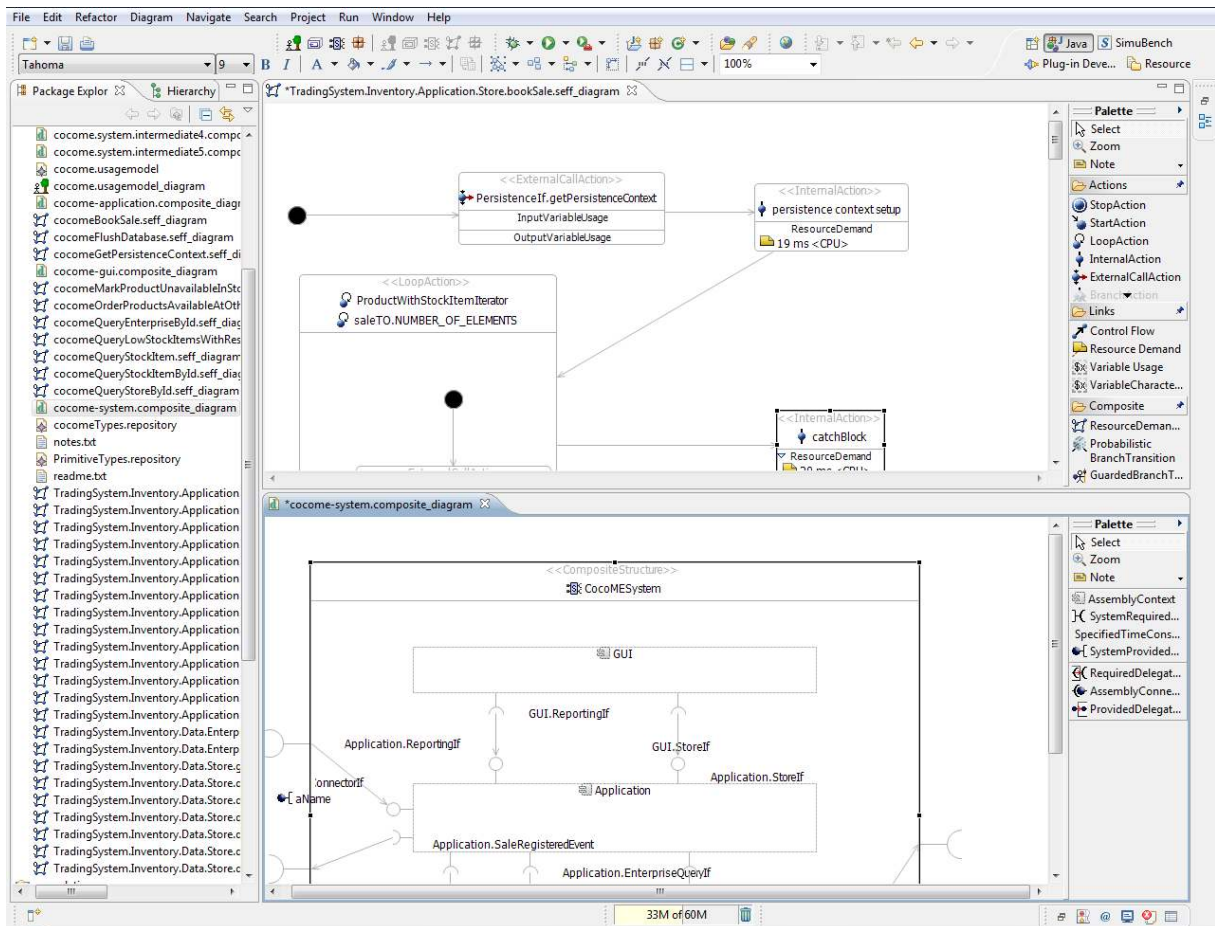 File Edit Refactor Diagram Navigate Search Project Run Window Help
Java SimuBench
Tahoma 9 B I A 100% Plug-in Deve... Resource
Package Explor Hierarchy
cocome.system.intermediate4.compo
cocome.system.intermediate5.compo
cocome.usagemodel
cocome.usagemodel_diagram
cocome-application.composite_diagr
cocomeBookSale.seff_diagram
cocomeFlushDatabase.seff_diagram
cocomeGetPersistenceContext.seff_di
cocome-gui.composite_diagram
cocomeMarkProductUnavailableInSto
cocomeOrderProductsAvailableAtOth
cocomeQueryEnterpriseById.seff_diag
cocomeQueryLowStockItemsWithRes
cocomeQueryStockItem.seff_diagram
cocomeQueryStockItemById.seff_diag
cocomeQueryStoreById.seff_diagram
cocome-system.composite_diagram
cocomeTypes.repository
notes.txt
PrimitiveTypes.repository
readme.txt
TradingSystem.Inventory.Application
TradingSystem.Inventory.Application
TradingSystem.Inventory.Application
TradingSystem.Inventory.Application
TradingSystem.Inventory.Application
TradingSystem.Inventory.Application
TradingSystem.Inventory.Application
TradingSystem.Inventory.Application
TradingSystem.Inventory.Application
TradingSystem.Inventory.Application
TradingSystem.Inventory.Application
TradingSystem.Inventory.Application
TradingSystem.Inventory.Application
TradingSystem.Inventory.Application
TradingSystem.Inventory.Data.Enterp
TradingSystem.Inventory.Data.Enterp
TradingSystem.Inventory.Data.Store.g
TradingSystem.Inventory.Data.Store.c
TradingSystem.Inventory.Data.Store.c
TradingSystem.Inventory.Data.Store.c
TradingSystem.Inventory.Data.Store.c
TradingSystem.Inventory.Data.Store.c
TradingSystem.Inventory.Data.Store.c
*TradingSystem.Inventory.Application.Store.bookSale.seff_diagram
<<ExternalCallAction>>
PersistenceIf.getPersistenceContext
InputVariableUsage
OutputVariableUsage
<<InternalAction>>
persistence context setup
ResourceDemand
19 ms <CPU>
<<LoopAction>>
ProductWithStockItemIterator
saleTO.NUMBER_OF_ELEMENTS
<<InternalAction>>
catchBlock
ResourceDemand
Palette
Select
Zoom
Note
Actions
StopAction
StartAction
LoopAction
InternalAction
ExternalCallAction
Links
Control Flow
Resource Demand
Variable Usage
VariableCharacte...
Composite
ResourceDeman...
Probabilistic
BranchTransition
GuardedBranchT...
*cocome-system.composite_diagram
<<CompositeStructure>>
CocoMESystem
GUI
GUI.ReportingIf
Application.ReportingIf
GUI.StoreIf
Application.StoreIf
ConnectorIf
aName
Application
Application.SaleRegisteredEvent
Application.EnterpriseQueryIf
Palette
Select
Zoom
Note
AssemblyContext
SystemRequired...
SpecifiedTimeCons...
SystemProvided...
RequiredDelegat...
AssemblyConne...
ProvidedDelegat...
33M of 60M